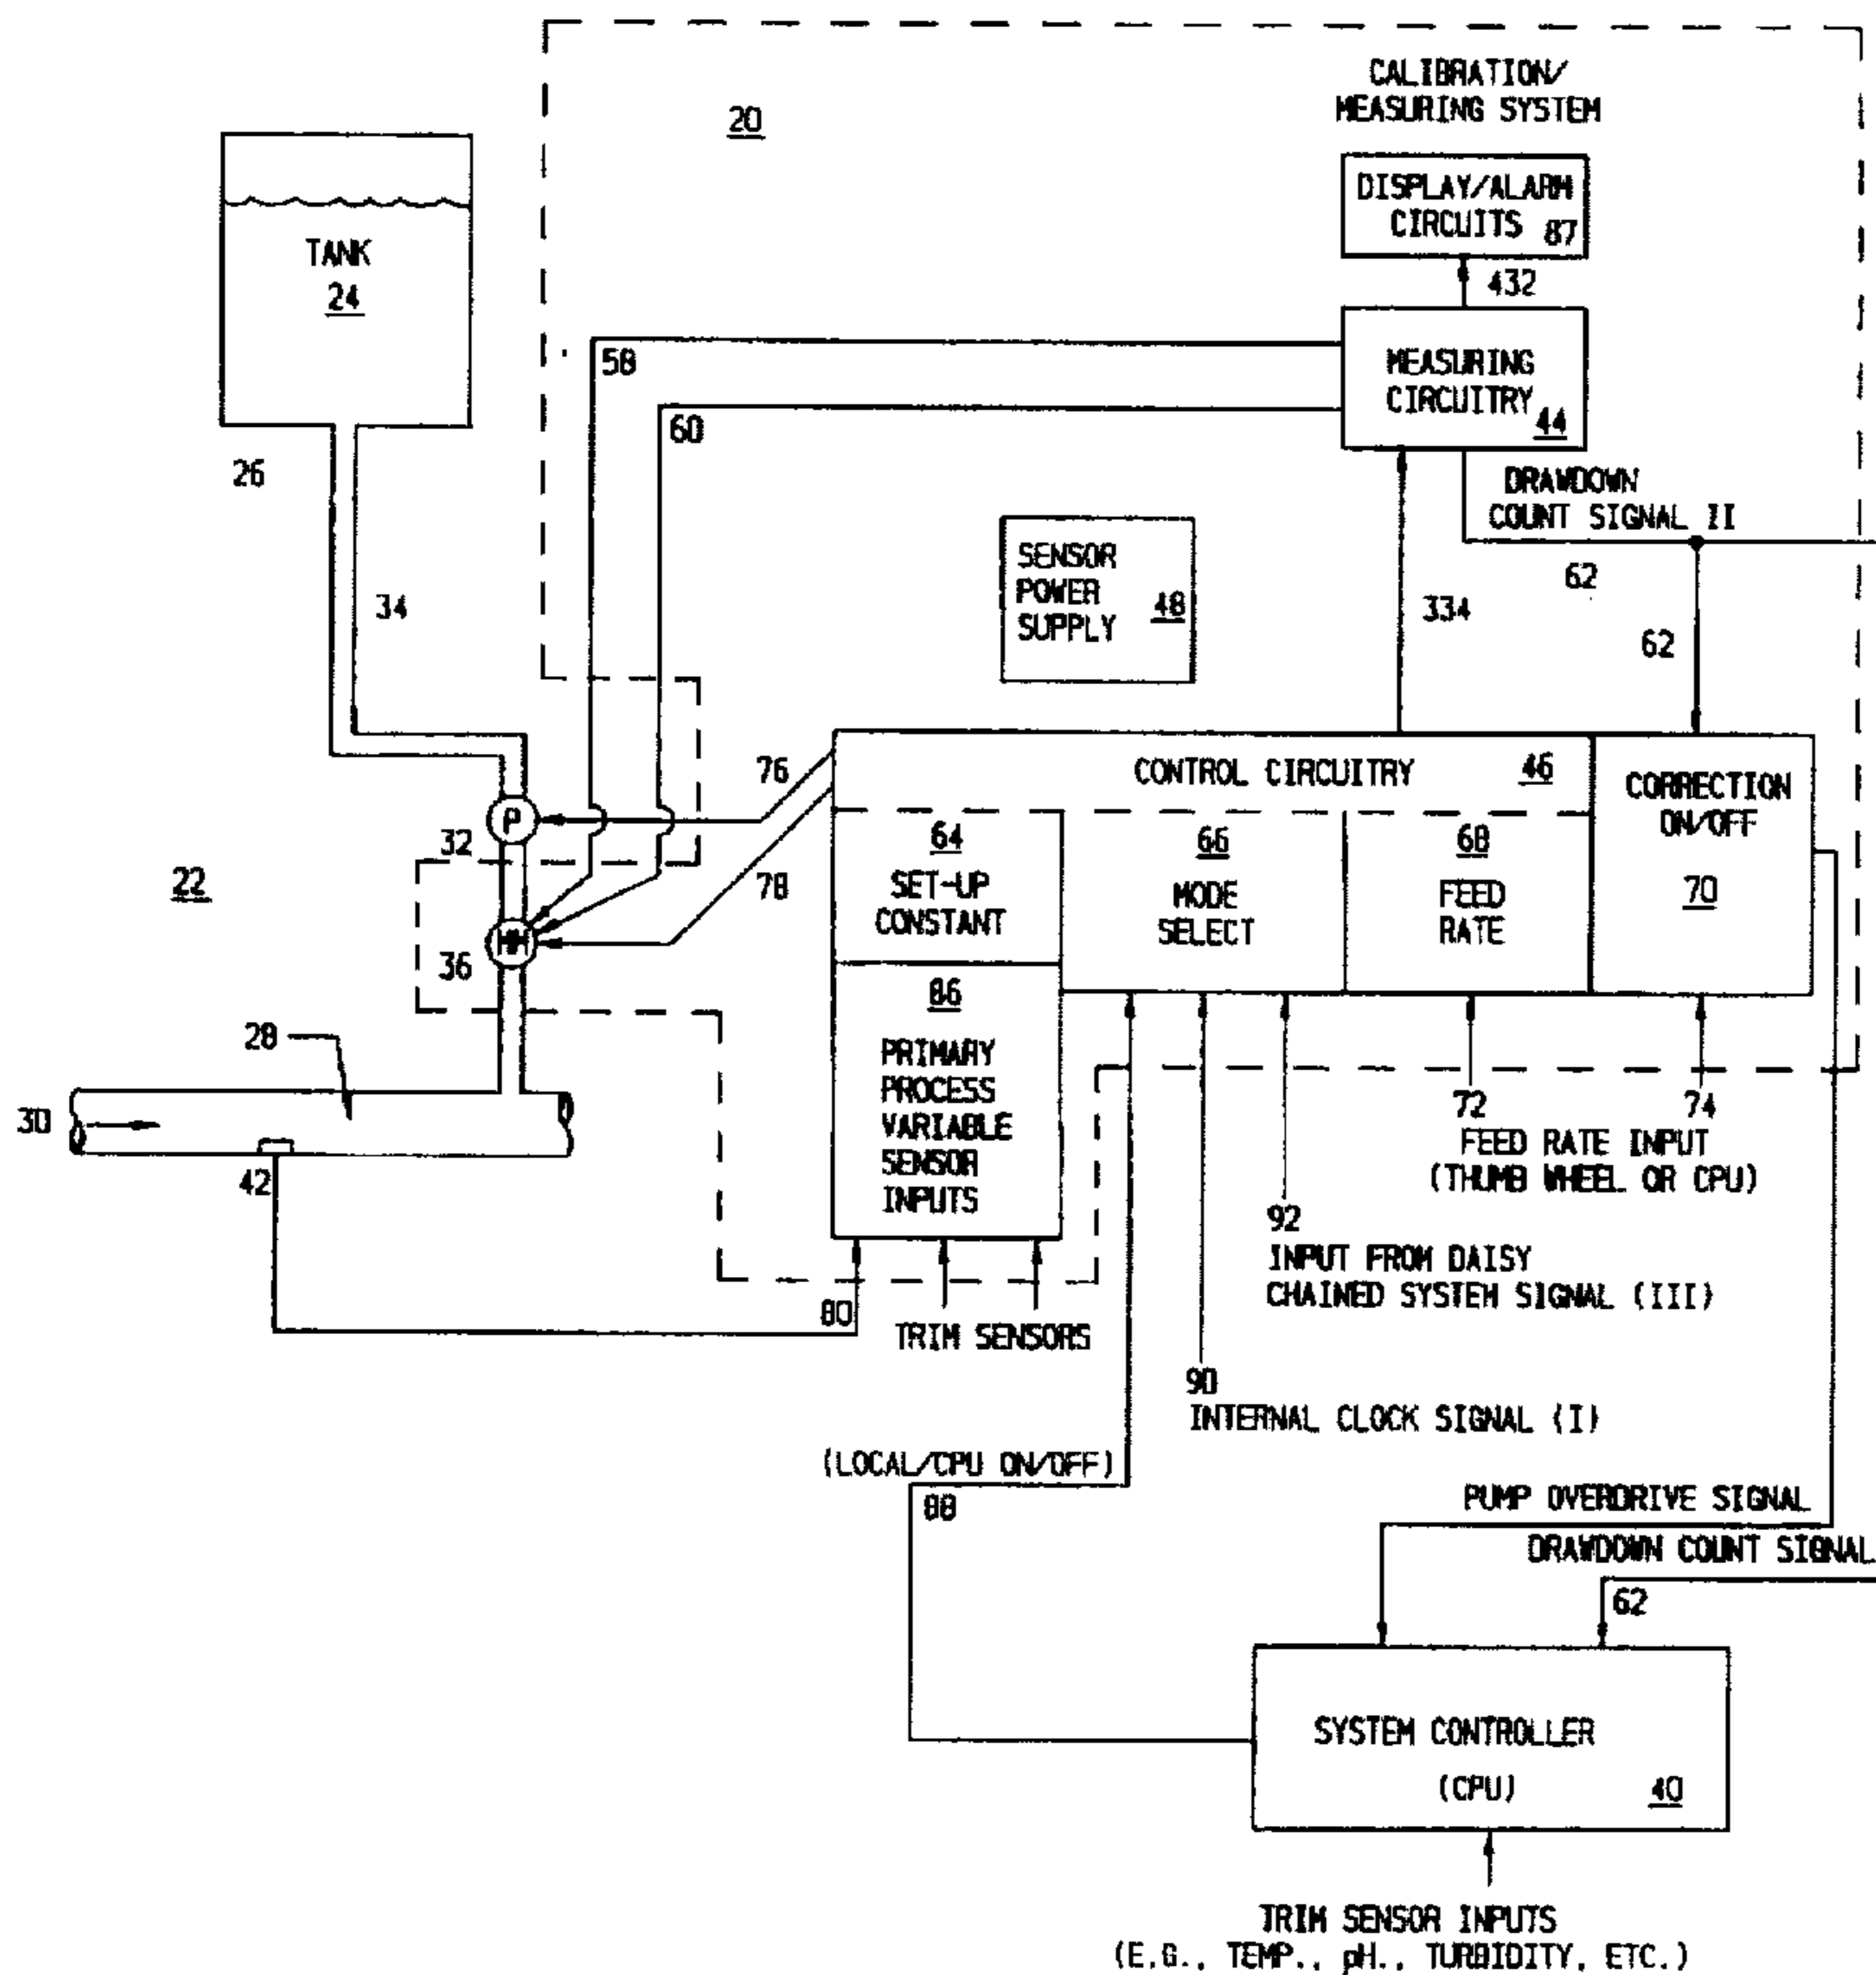 CALIBRATION/
MEASURING SYSTEM
20
DISPLAY/ALARM
CIRCUITS 87
432
TANK
24
58
MEASURING
CIRCUITRY
44
60
26
DRAWDOWN
COUNT SIGNAL II
62
SENSOR
POWER
SUPPLY
48
34
334
62
76
CONTROL CIRCUITRY 46
CORRECTION
ON/OFF
70
P
32
64
SET-UP
CONSTANT
66
MODE
SELECT
68
FEED
RATE
22
78
36
86
PRIMARY
PROCESS
VARIABLE
SENSOR
INPUTS
28
30
42
72
74
FEED RATE INPUT
(THUMB WHEEL OR CPU)
92
INPUT FROM DAISY
CHAINED SYSTEM SIGNAL (III)
80
TRIM SENSORS
90
INTERNAL CLOCK SIGNAL (I)
(LOCAL/CPU ON/OFF)
88
PUMP OVERDRIVE SIGNAL
DRAWDOWN COUNT SIGNAL
62
SYSTEM CONTROLLER
(CPU) 40
TRIM SENSOR INPUTS
(E.G., TEMP., pH., TURBIDITY, ETC.)